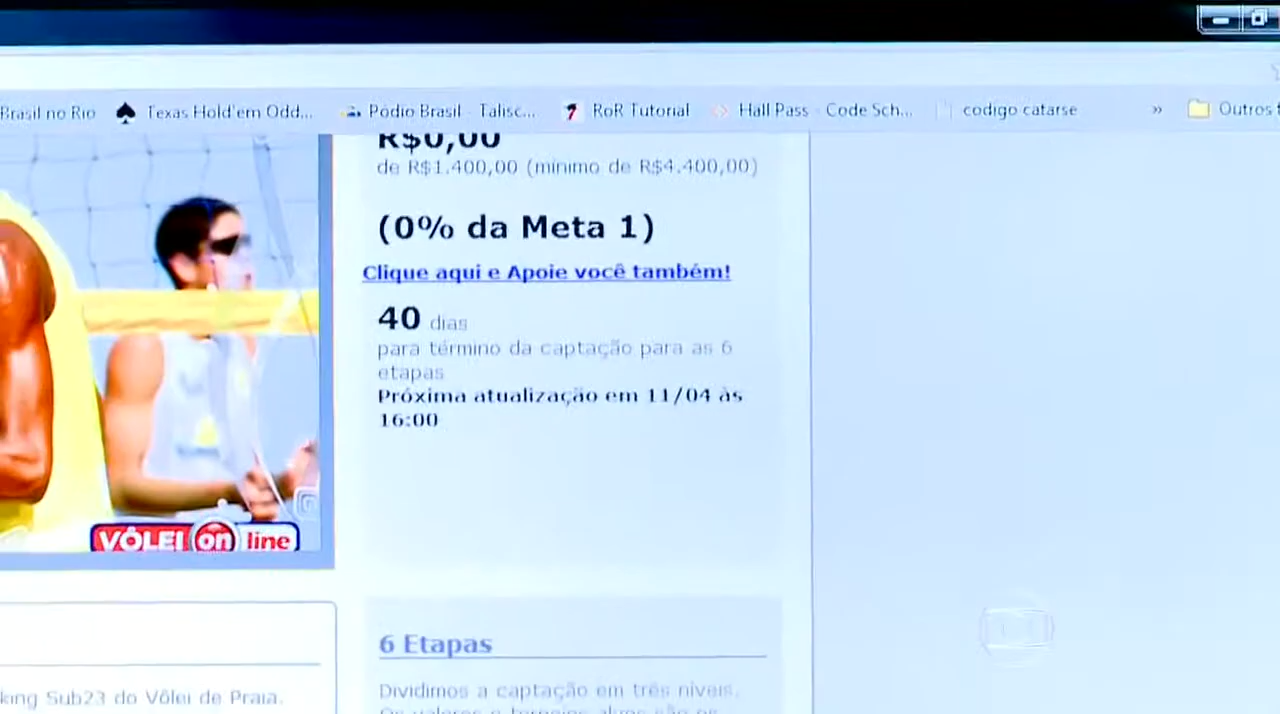 Brasil no Rio
Texas Hold'em Odd...
Pódio Brasil - Talisc...
RoR Tutorial
Hall Pass - Code Sch...
codigo catarse
»
Outros
R$0,00
de R$1.400,00 (mínimo de R$4.400,00)
(0% da Meta 1)
Clique aqui e Apoie você também!
40 dias
para término da captação para as 6
etapas
Próxima atualização em 11/04 às
16:00
VÔLEI on line
6 Etapas
king Sub23 do Vôlei de Praia.
Dividimos a captação em três níveis.